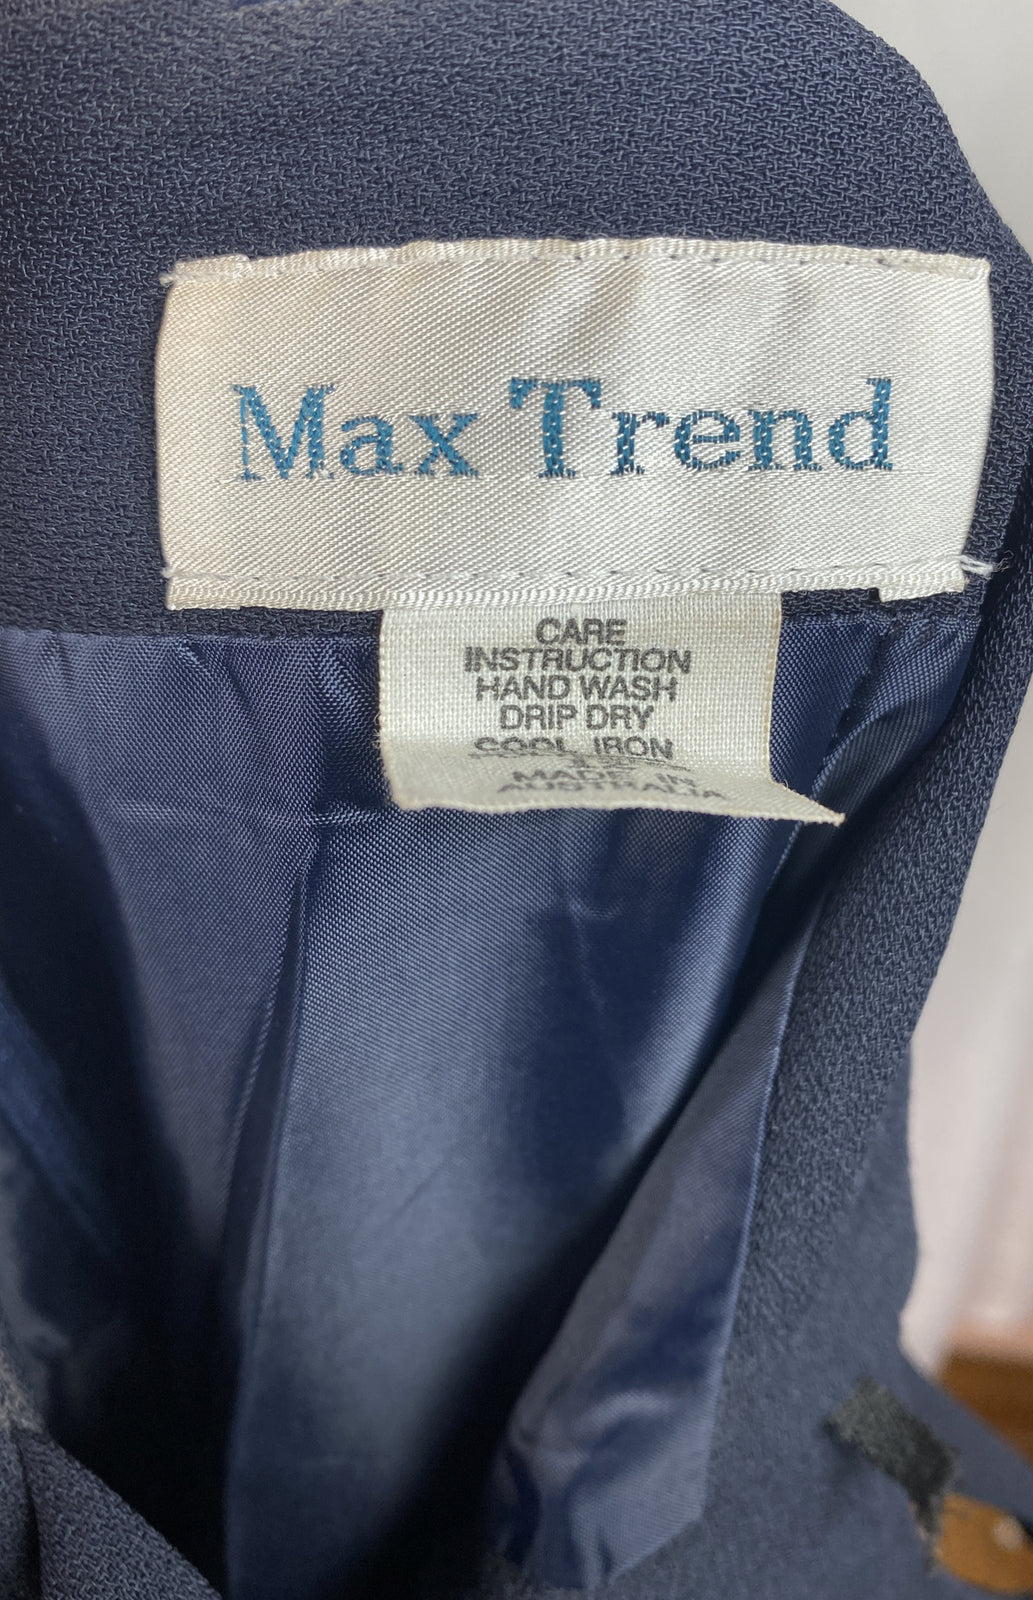 Max Trend
CARE
INSTRUCTION
HAND WASH
DRIP DRY
COOL IRON
MADE IN
AUSTRALIA